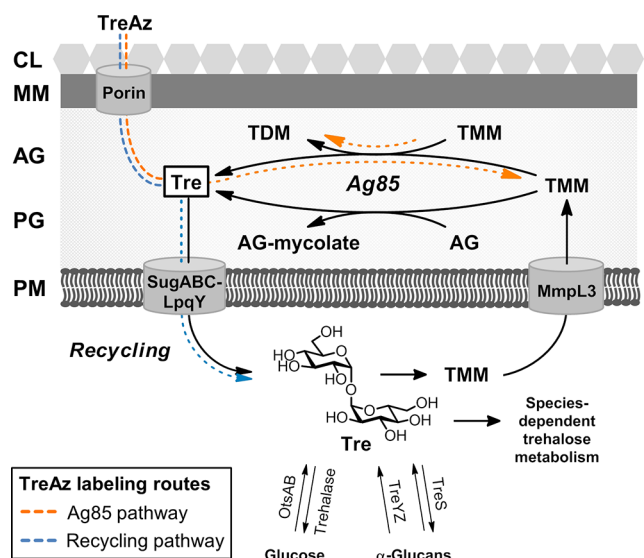 TreAz
CL
MM
Porin
AG
TDM
TMM
Tre
Ag85
TMM
PG
AG-mycolate
AG
PM
SugABC-
LpqY
MmpL3
Recycling
OH
HO
O
HO
HO
O
TMM
HO
O
OH
HO
OH
OH
Tre
Species-
dependent
trehalose
metabolism
TreAz labeling routes
Ag85 pathway
Recycling pathway
OtsAB
Trehalase
TreYZ
TreS
Glucose
α-Glucans